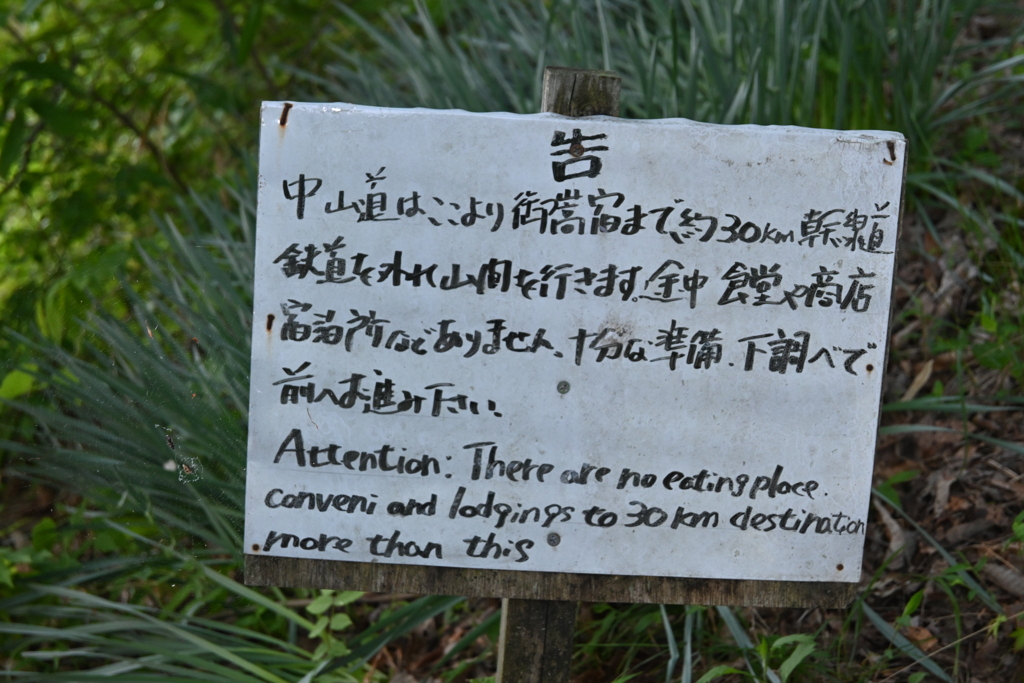 告
中山道は、ここより御嵩宿まで約30km幹線道
鉄道を外れ山間を行きます。途中 食堂や商店
宿泊所などありません、十分な準備、下調べで
前へお進み下さい、
Attention: There are no eating place.
conveni and lodgings to 30km destination
more than this